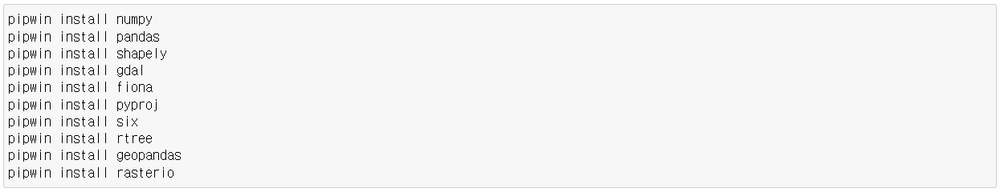 pipwin install numpy
pipwin install pandas
pipwin install shapely
pipwin install gdal
pipwin install fiona
pipwin install pyproj
pipwin install six
pipwin install rtree
pipwin install geopandas
pipwin install rasterio